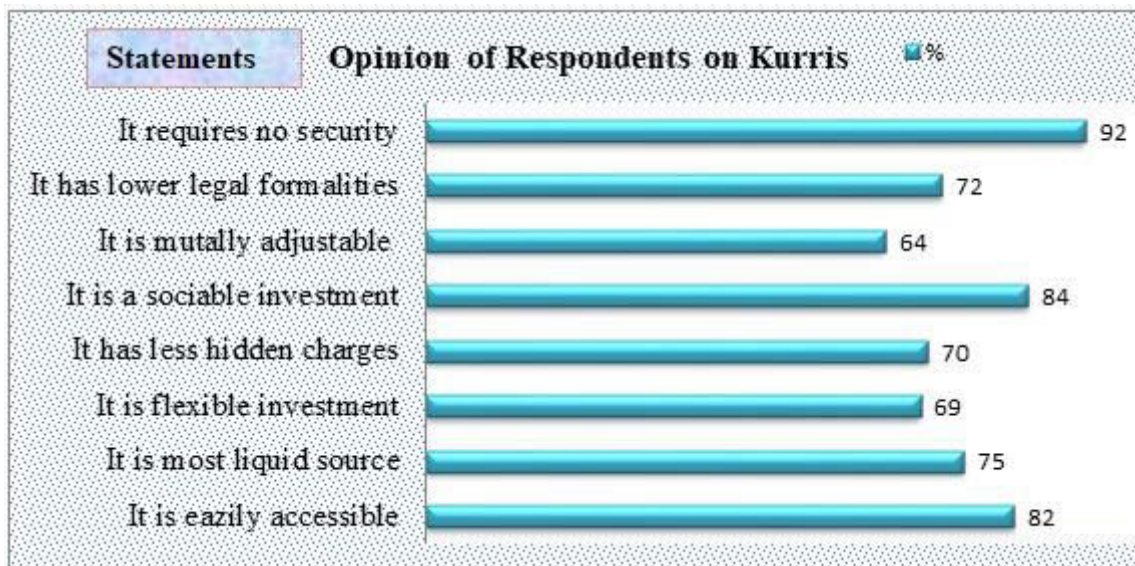 Statements
Opinion of Respondents on Kurris
%
It requires no security 92
It has lower legal formalities 72
It is mutally adjustable 64
It is a sociable investment 84
It has less hidden charges 70
It is flexible investment 69
It is most liquid source 75
It is eazily accessible 82